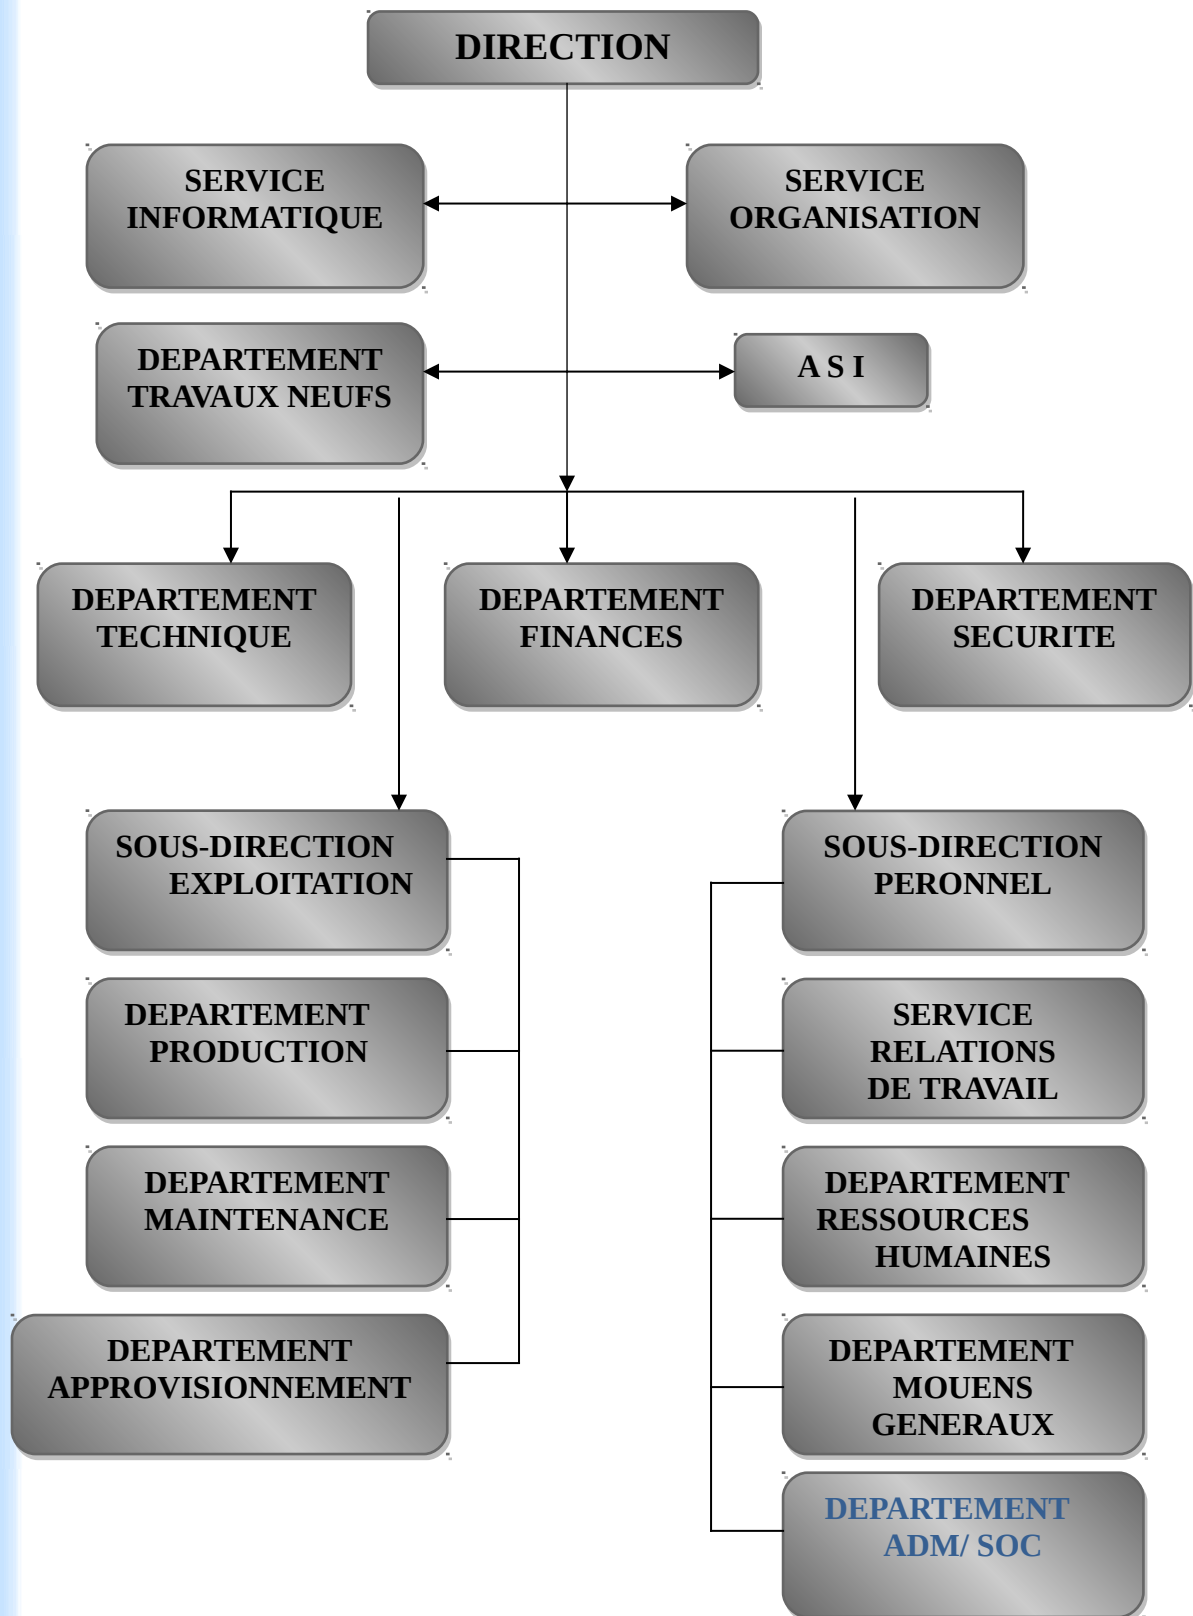 DIRECTION
SERVICE
INFORMATIQUE
SERVICE
ORGANISATION
DEPARTEMENT
TRAVAUX NEUFS
A S I
DEPARTEMENT
TECHNIQUE
DEPARTEMENT
FINANCES
DEPARTEMENT
SECURITE
SOUS-DIRECTION
EXPLOITATION
SOUS-DIRECTION
PERONNEL
DEPARTEMENT
PRODUCTION
SERVICE
RELATIONS
DE TRAVAIL
DEPARTEMENT
MAINTENANCE
DEPARTEMENT
RESSOURCES
HUMAINES
DEPARTEMENT
APPROVISIONNEMENT
DEPARTEMENT
MOUENS
GENERAUX
DEPARTEMENT
ADM/ SOC